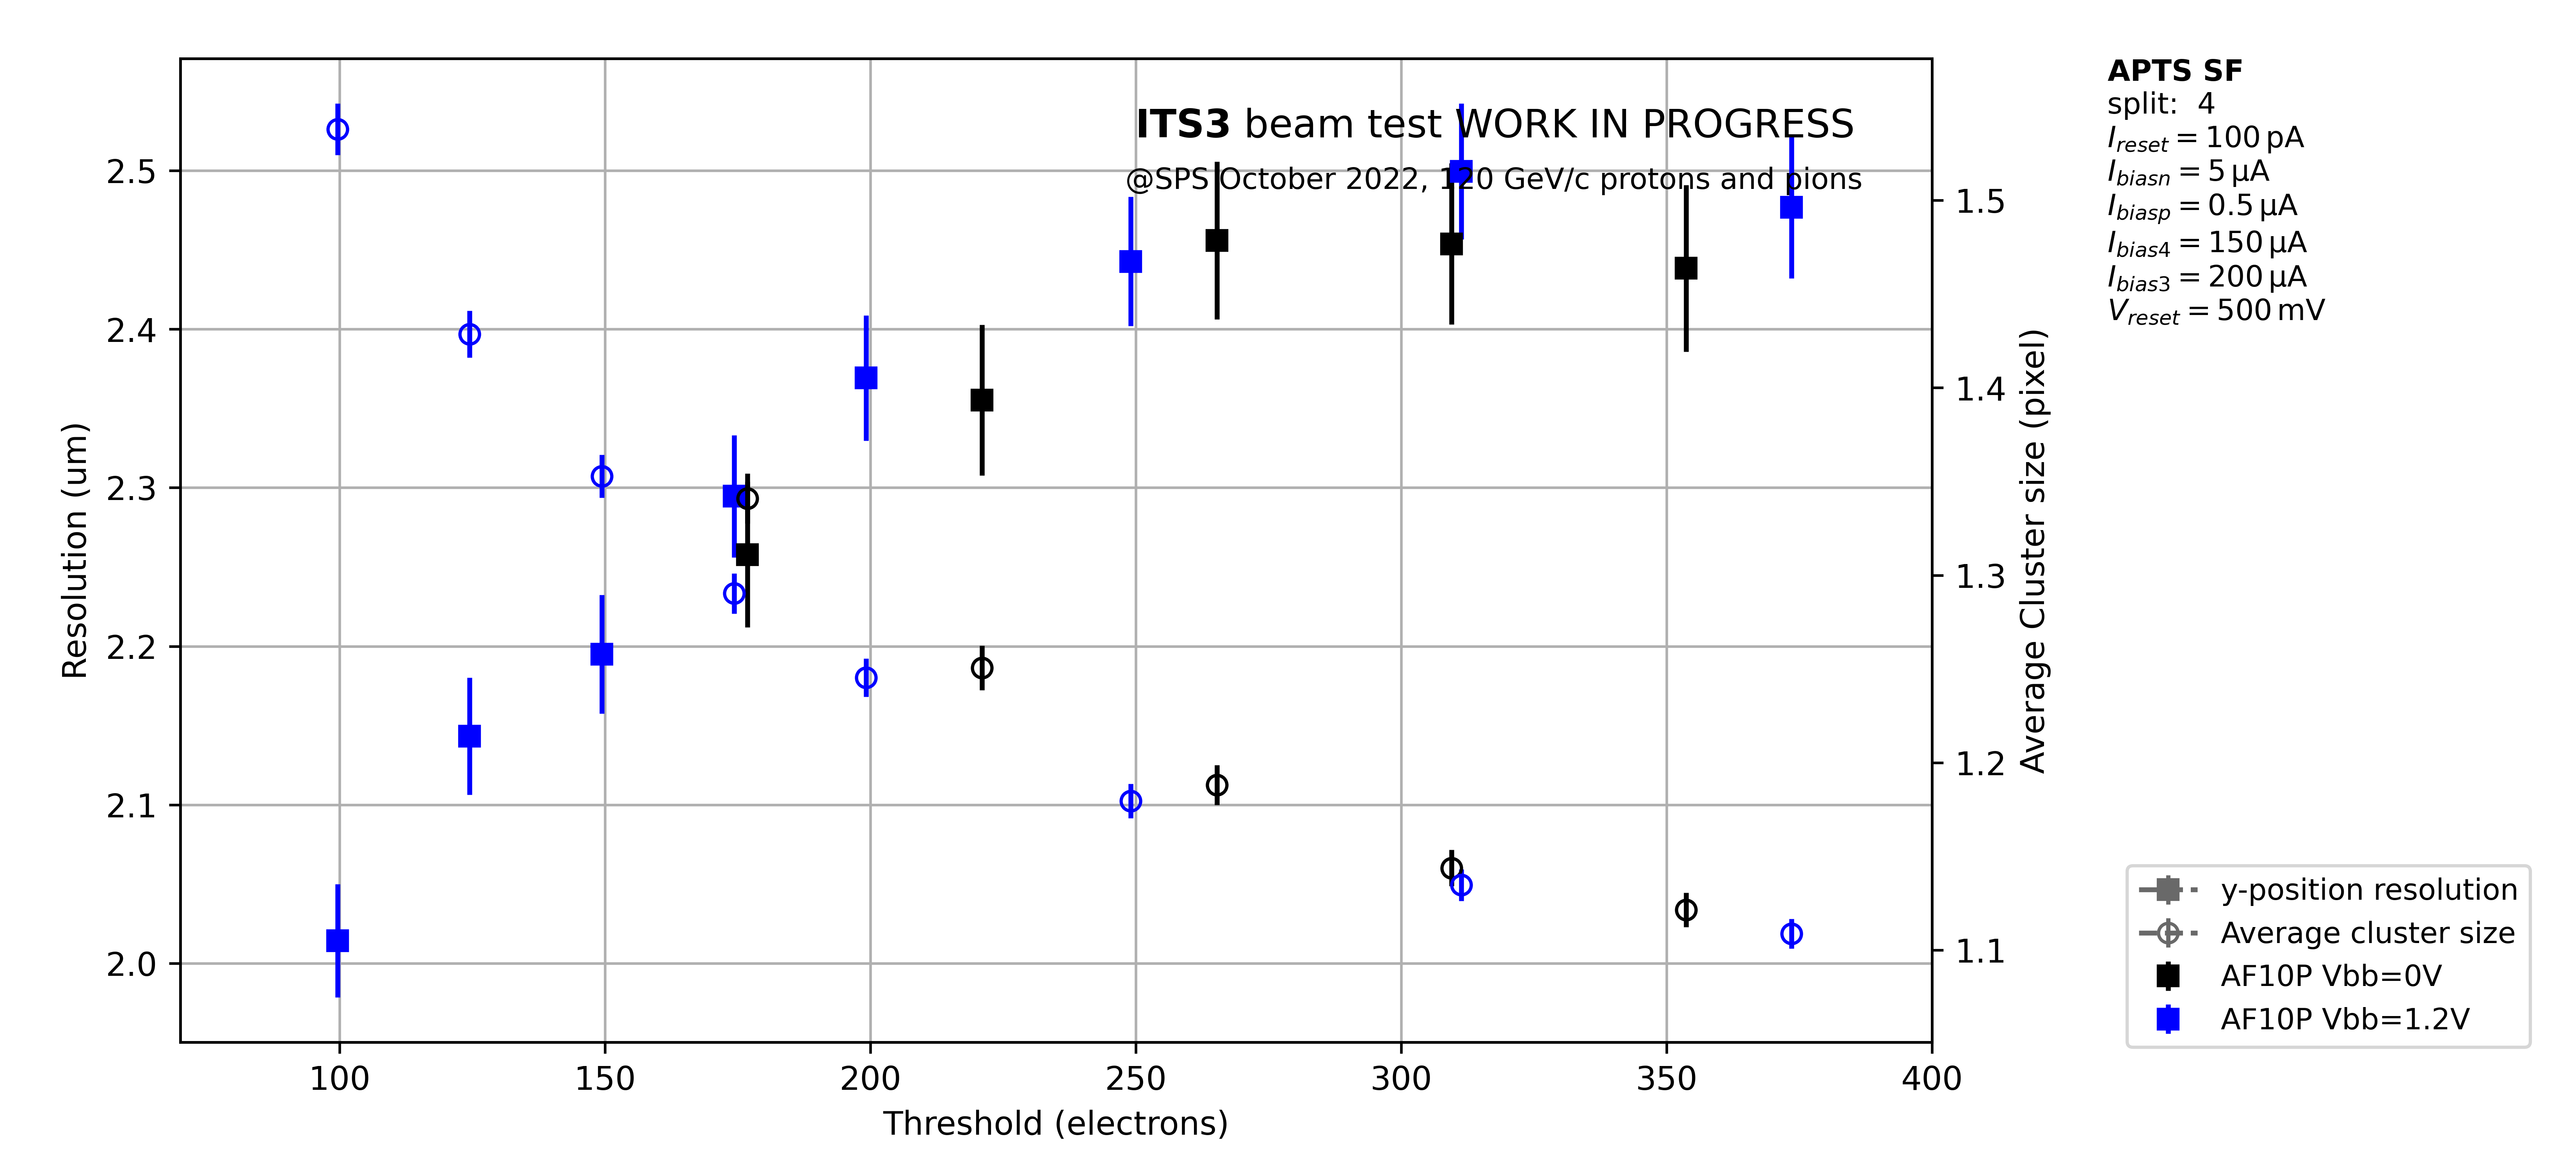 ITS3 beam test WORK IN PROGRESS
@SPS October 2022, 120 GeV/c protons and pions
2.5
2.4
2.3
2.2
2.1
2.0
Resolution (um)
100
150
200
250
300
350
400
Threshold (electrons)
1.5
1.4
1.3
1.2
1.1
Average Cluster size (pixel)
APTS SF
split: 4
I_reset = 100 pA
I_biasn = 5 μA
I_biasp = 0.5 μA
I_bias4 = 150 μA
I_bias3 = 200 μA
V_reset = 500 mV
y-position resolution
Average cluster size
AF10P Vbb=0V
AF10P Vbb=1.2V